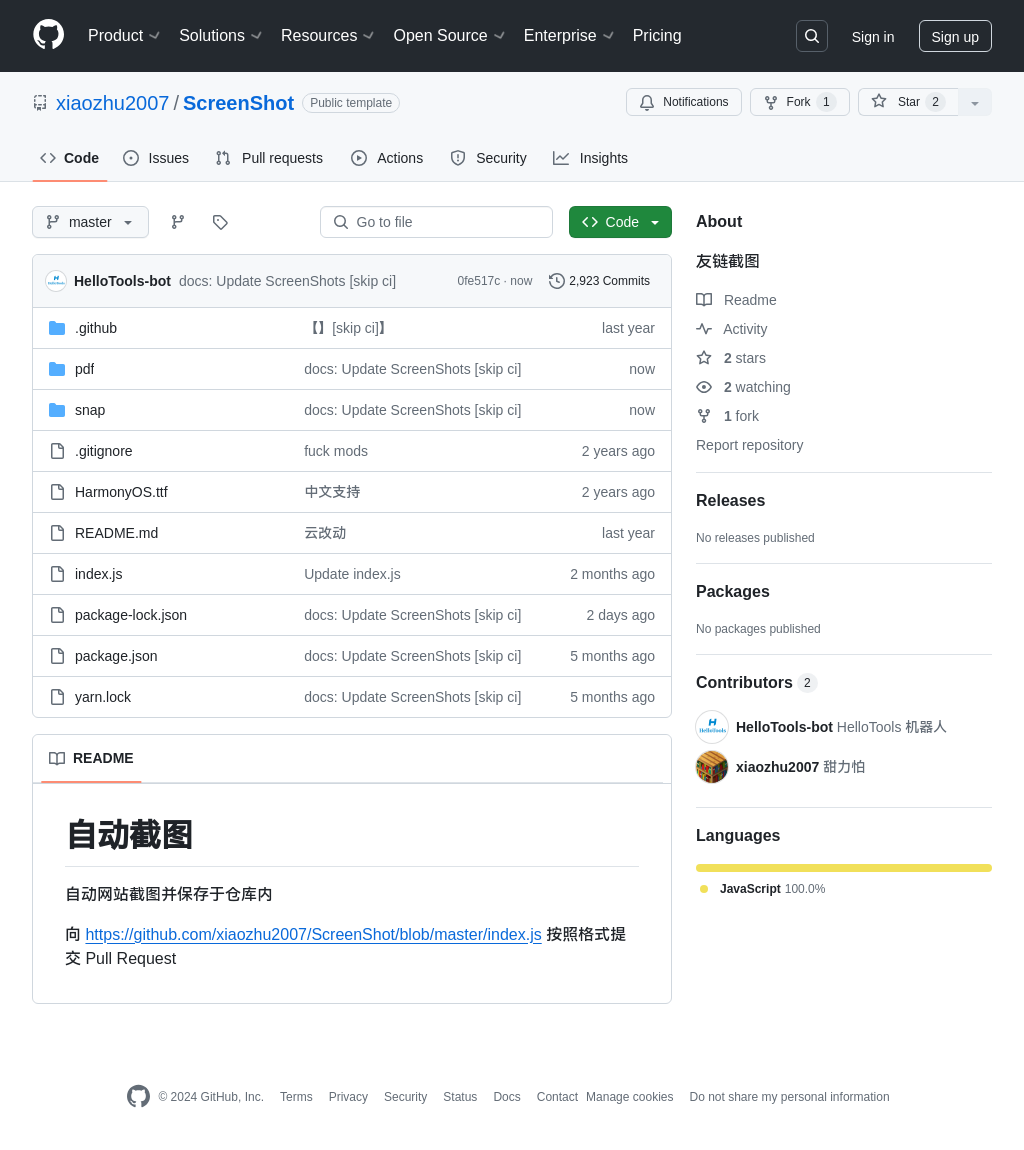 Product Solutions Resources Open Source Enterprise Pricing Sign in Sign up
xiaozhu2007 / ScreenShot Public template Notifications Fork 1 Star 2
Code Issues Pull requests Actions Security Insights
master Go to file Code
HelloTools-bot docs: Update ScreenShots [skip ci] 0fe517c · now 2,923 Commits
.github 【】[skip ci]】 last year
pdf docs: Update ScreenShots [skip ci] now
snap docs: Update ScreenShots [skip ci] now
.gitignore fuck mods 2 years ago
HarmonyOS.ttf 中文支持 2 years ago
README.md 云改动 last year
index.js Update index.js 2 months ago
package-lock.json docs: Update ScreenShots [skip ci] 2 days ago
package.json docs: Update ScreenShots [skip ci] 5 months ago
yarn.lock docs: Update ScreenShots [skip ci] 5 months ago
README
自动截图
自动网站截图并保存于仓库内
向 https://github.com/xiaozhu2007/ScreenShot/blob/master/index.js 按照格式提
交 Pull Request
About
友链截图
Readme
Activity
2 stars
2 watching
1 fork
Report repository
Releases
No releases published
Packages
No packages published
Contributors 2
HelloTools-bot HelloTools 机器人
xiaozhu2007 甜力怕
Languages
JavaScript 100.0%
© 2024 GitHub, Inc. Terms Privacy Security Status Docs Contact Manage cookies Do not share my personal information